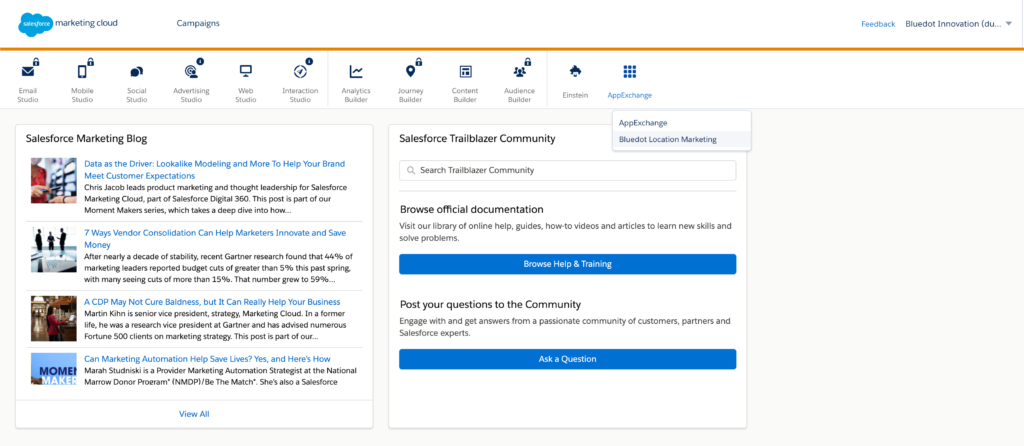 salesforce marketing cloud
Campaigns
Feedback
Bluedot Innovation (du...
Email
Studio
Mobile
Studio
Social
Studio
Advertising
Studio
Web
Studio
Interaction
Studio
Analytics
Builder
Journey
Builder
Content
Builder
Audience
Builder
Einstein
AppExchange
AppExchange
Bluedot Location Marketing
Salesforce Marketing Blog
Data as the Driver: Lookalike Modeling and More To Help Your Brand
Meet Customer Expectations
Chris Jacob leads product marketing and thought leadership for Salesforce
Marketing Cloud, part of Salesforce Digital 360. This post is part of our
Moment Makers series, which takes a deep dive into how...
7 Ways Vendor Consolidation Can Help Marketers Innovate and Save
Money
After nearly a decade of stability, recent Gartner research found that 44% of
marketing leaders reported budget cuts of greater than 5% this past spring,
with many seeing cuts of more than 15%. That number grew to 59%...
A CDP May Not Cure Baldness, but It Can Really Help Your Business
Martin Kihn is senior vice president, strategy, Marketing Cloud. In a former
life, he was a research vice president at Gartner and has advised numerous
Fortune 500 clients on marketing strategy. This post is part of our...
MOMEN
MAKER
Can Marketing Automation Help Save Lives? Yes, and Here's How
Marah Studniski is a Provider Marketing Automation Strategist at the National
Marrow Donor Program® (NMDP)/Be The Match®. She's also a Salesforce
View All
Salesforce Trailblazer Community
Search Trailblazer Community
Browse official documentation
Visit our library of online help, guides, how-to videos and articles to learn new skills and
solve problems.
Browse Help & Training
Post your questions to the Community
Engage with and get answers from a passionate community of customers, partners and
Salesforce experts.
Ask a Question